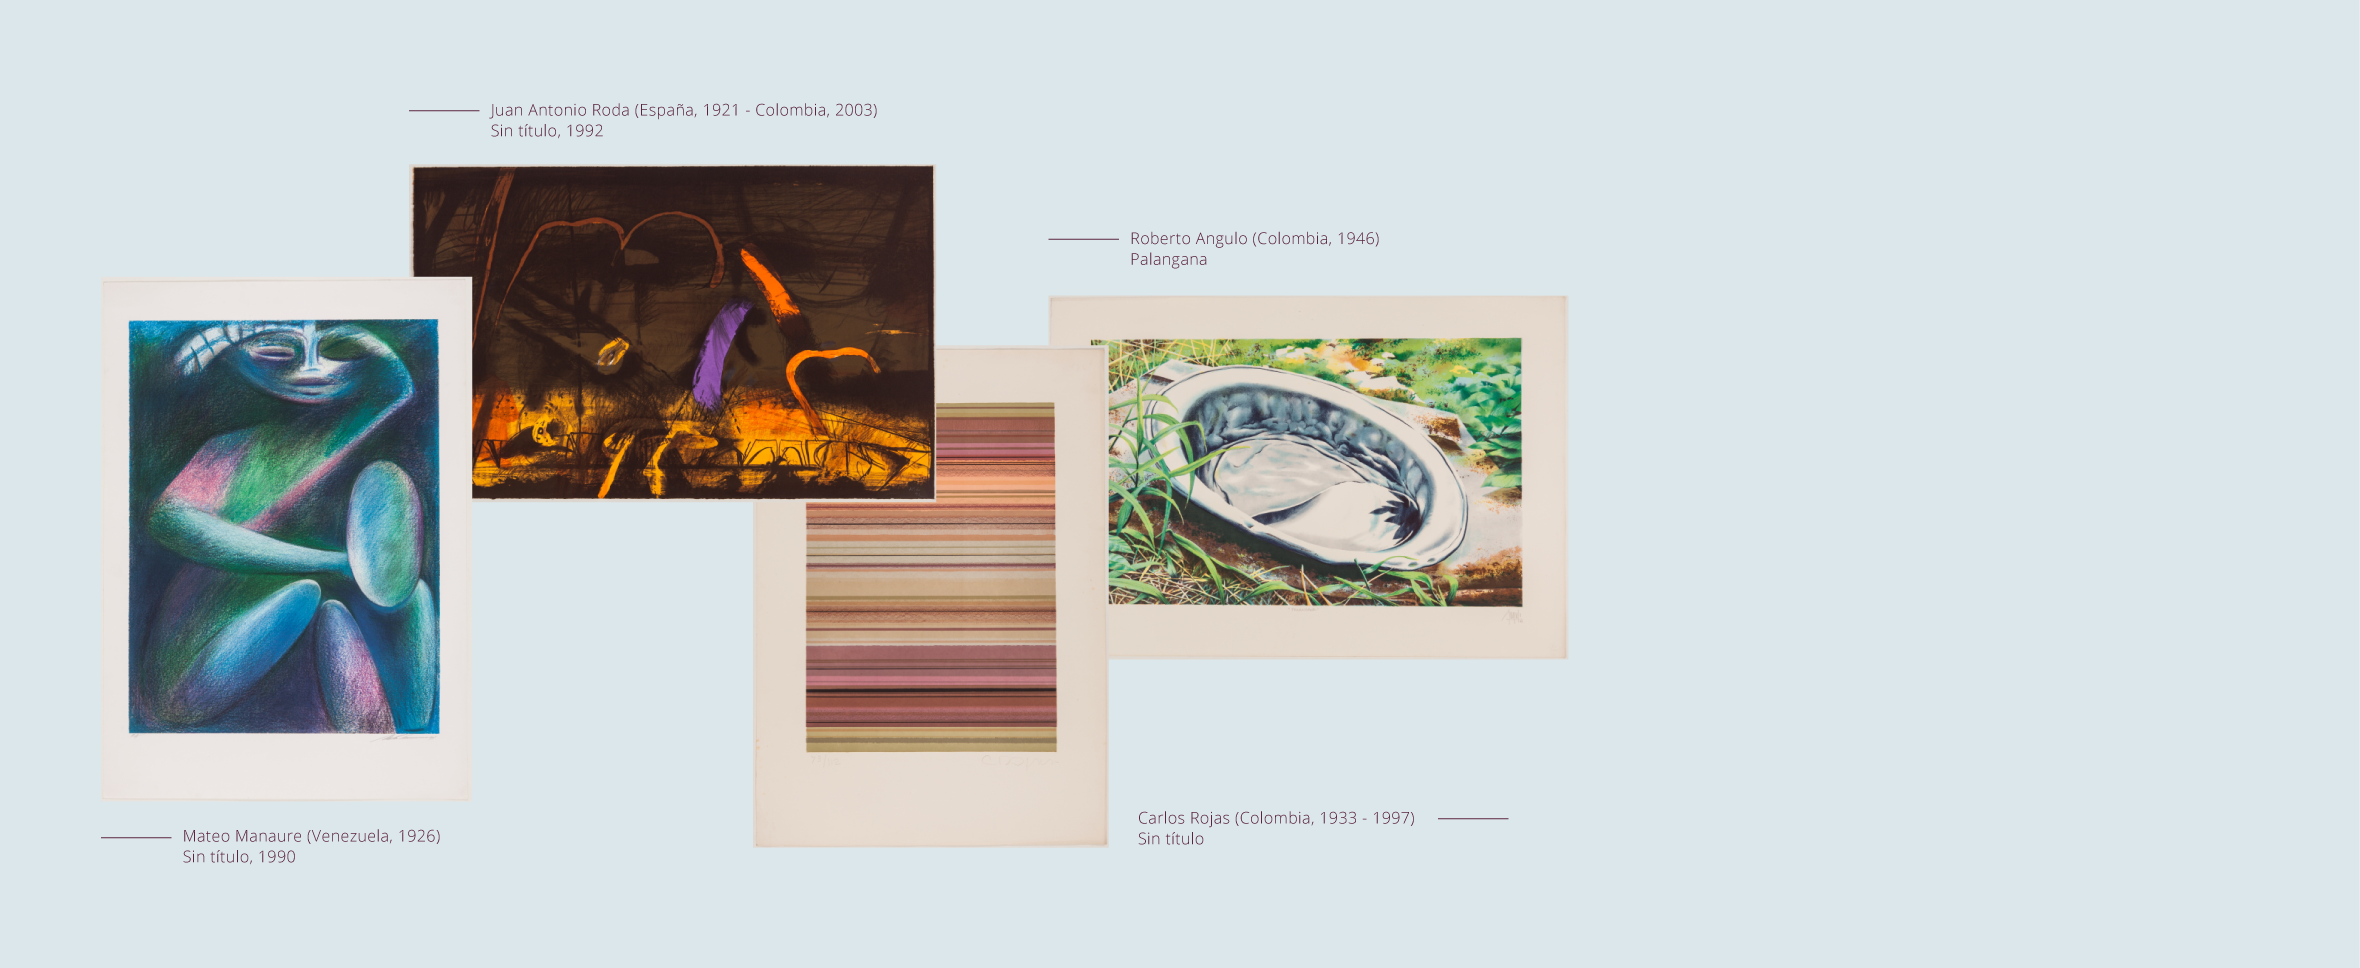 Juan Antonio Roda (España, 1921 - Colombia, 2003)
Sin título, 1992
Roberto Angulo (Colombia, 1946)
Palangana
Mateo Manaure (Venezuela, 1926)
Sin título, 1990
Carlos Rojas (Colombia, 1933 - 1997)
Sin título